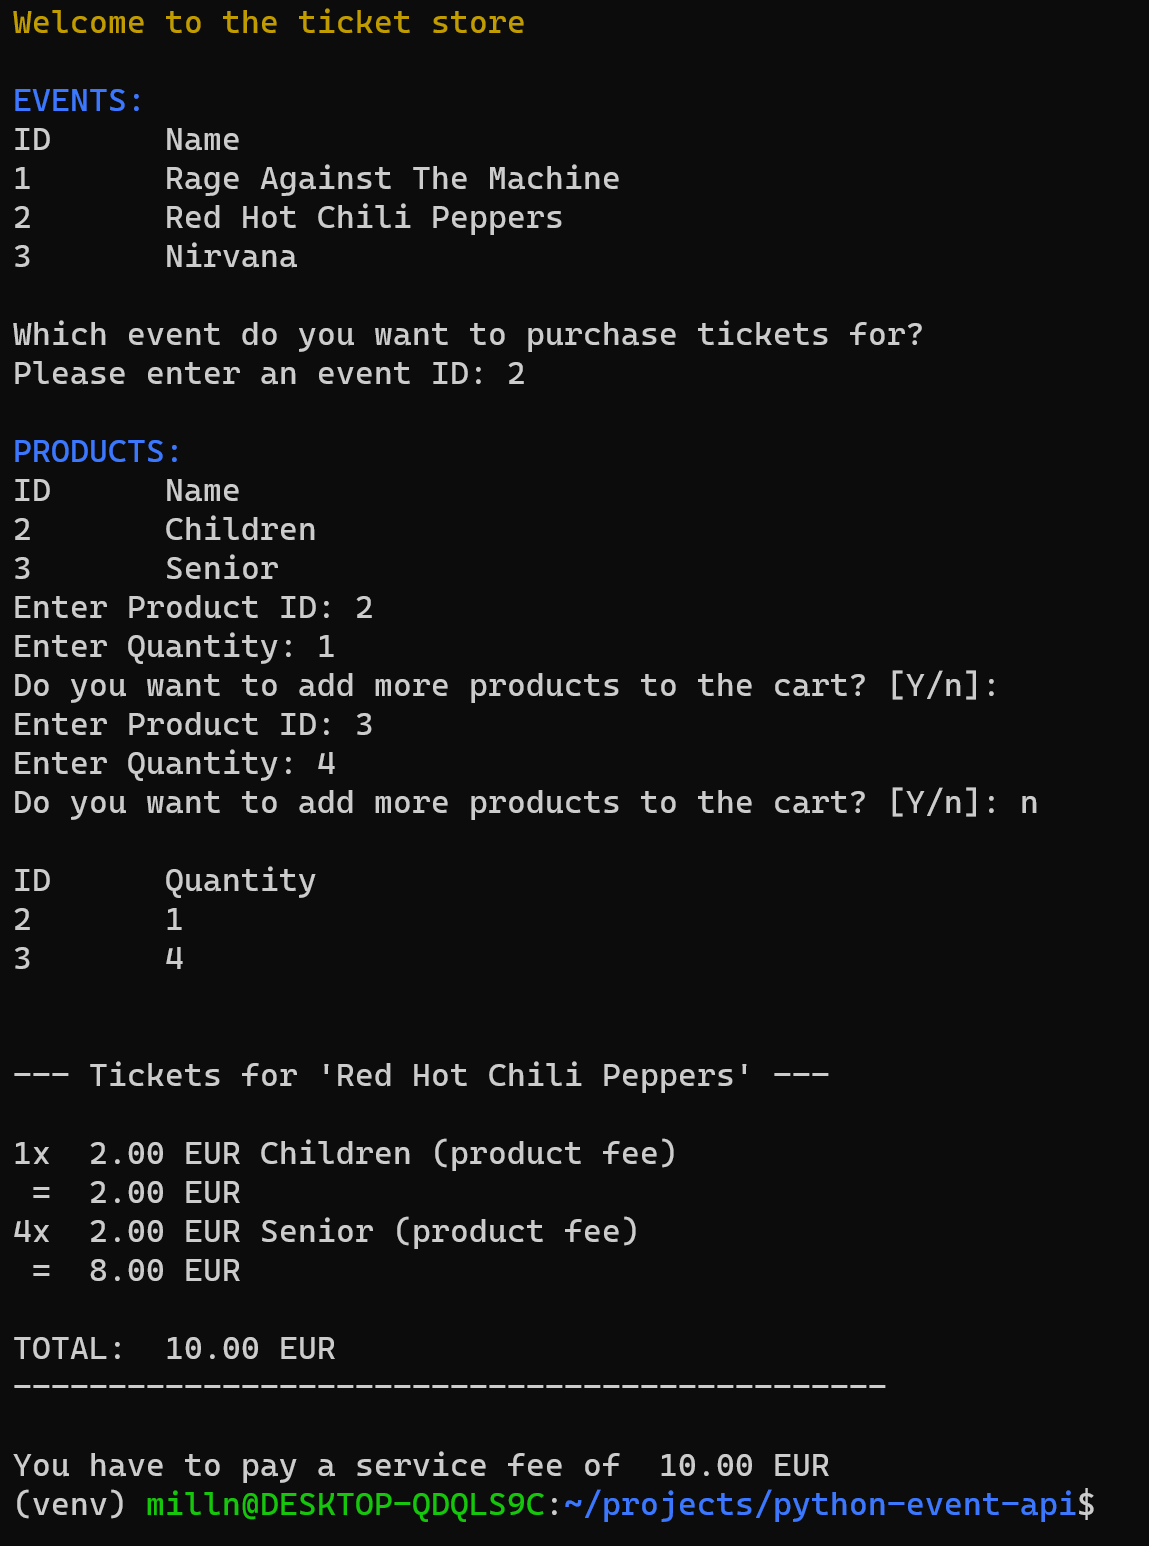 Welcome to the ticket store
EVENTS:
ID      Name
1       Rage Against The Machine
2       Red Hot Chili Peppers
3       Nirvana
Which event do you want to purchase tickets for?
Please enter an event ID: 2
PRODUCTS:
ID      Name
2       Children
3       Senior
Enter Product ID: 2
Enter Quantity: 1
Do you want to add more products to the cart? [Y/n]:
Enter Product ID: 3
Enter Quantity: 4
Do you want to add more products to the cart? [Y/n]: n
ID      Quantity
2       1
3       4
--- Tickets for 'Red Hot Chili Peppers' ---
1x  2.00 EUR Children (product fee)
 =  2.00 EUR
4x  2.00 EUR Senior (product fee)
 =  8.00 EUR
TOTAL:  10.00 EUR
----------------------------------------------
You have to pay a service fee of  10.00 EUR
(venv) milln@DESKTOP-QDQLS9C:~/projects/python-event-api$